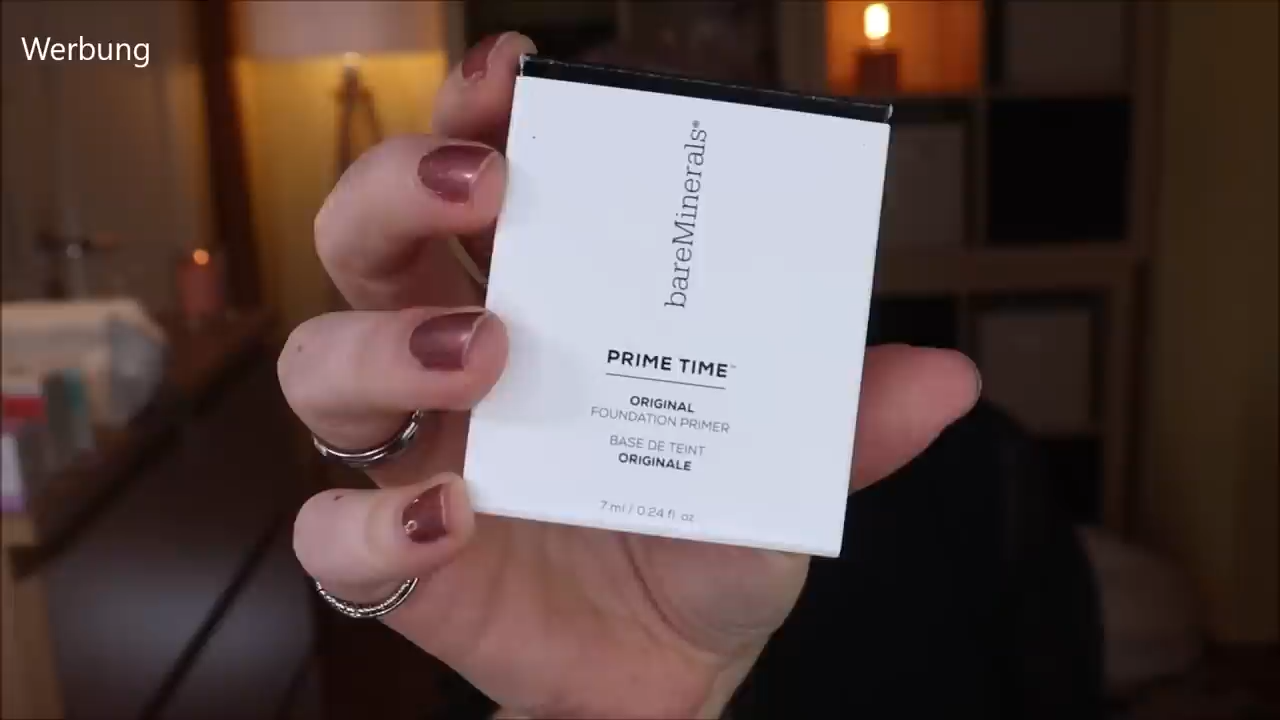 Werbung
bareMinerals®
PRIME TIME™
ORIGINAL
FOUNDATION PRIMER
BASE DE TEINT
ORIGINALE
7 ml / 0.24 fl oz